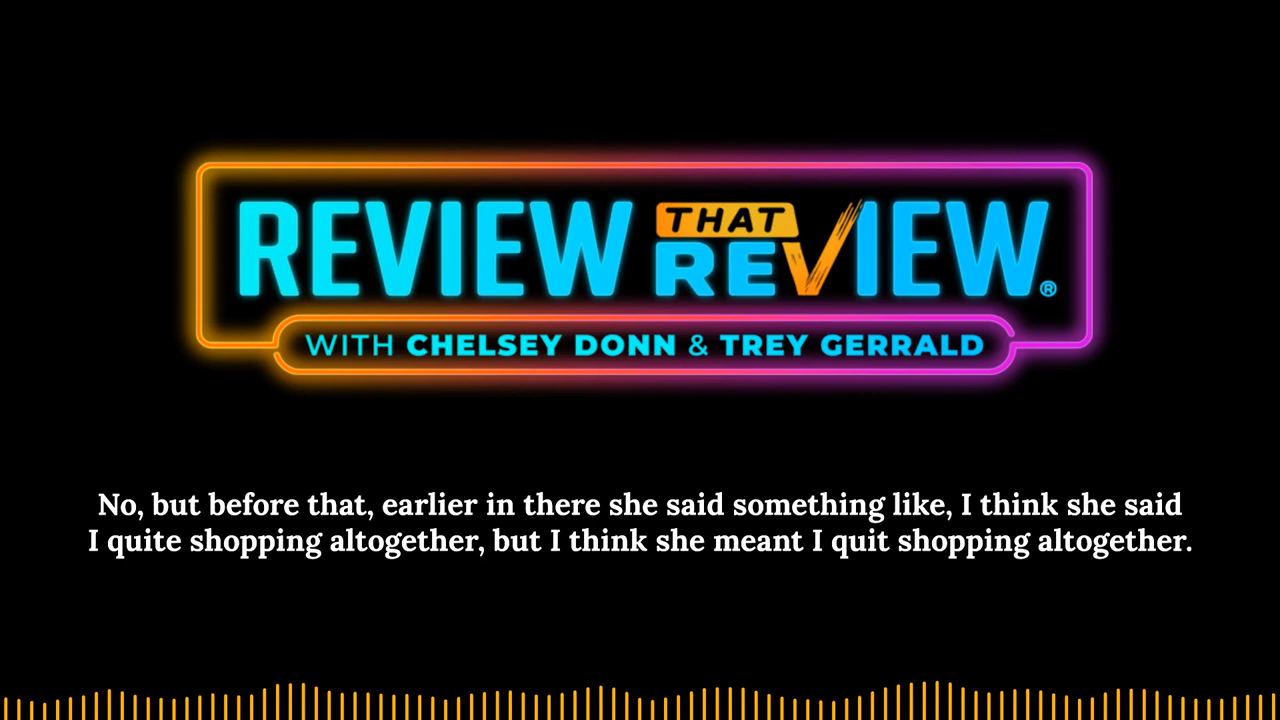 REVIEW THAT REVIEW®
WITH CHELSEY DONN & TREY GERRALD
No, but before that, earlier in there she said something like, I think she said
I quite shopping altogether, but I think she meant I quit shopping altogether.